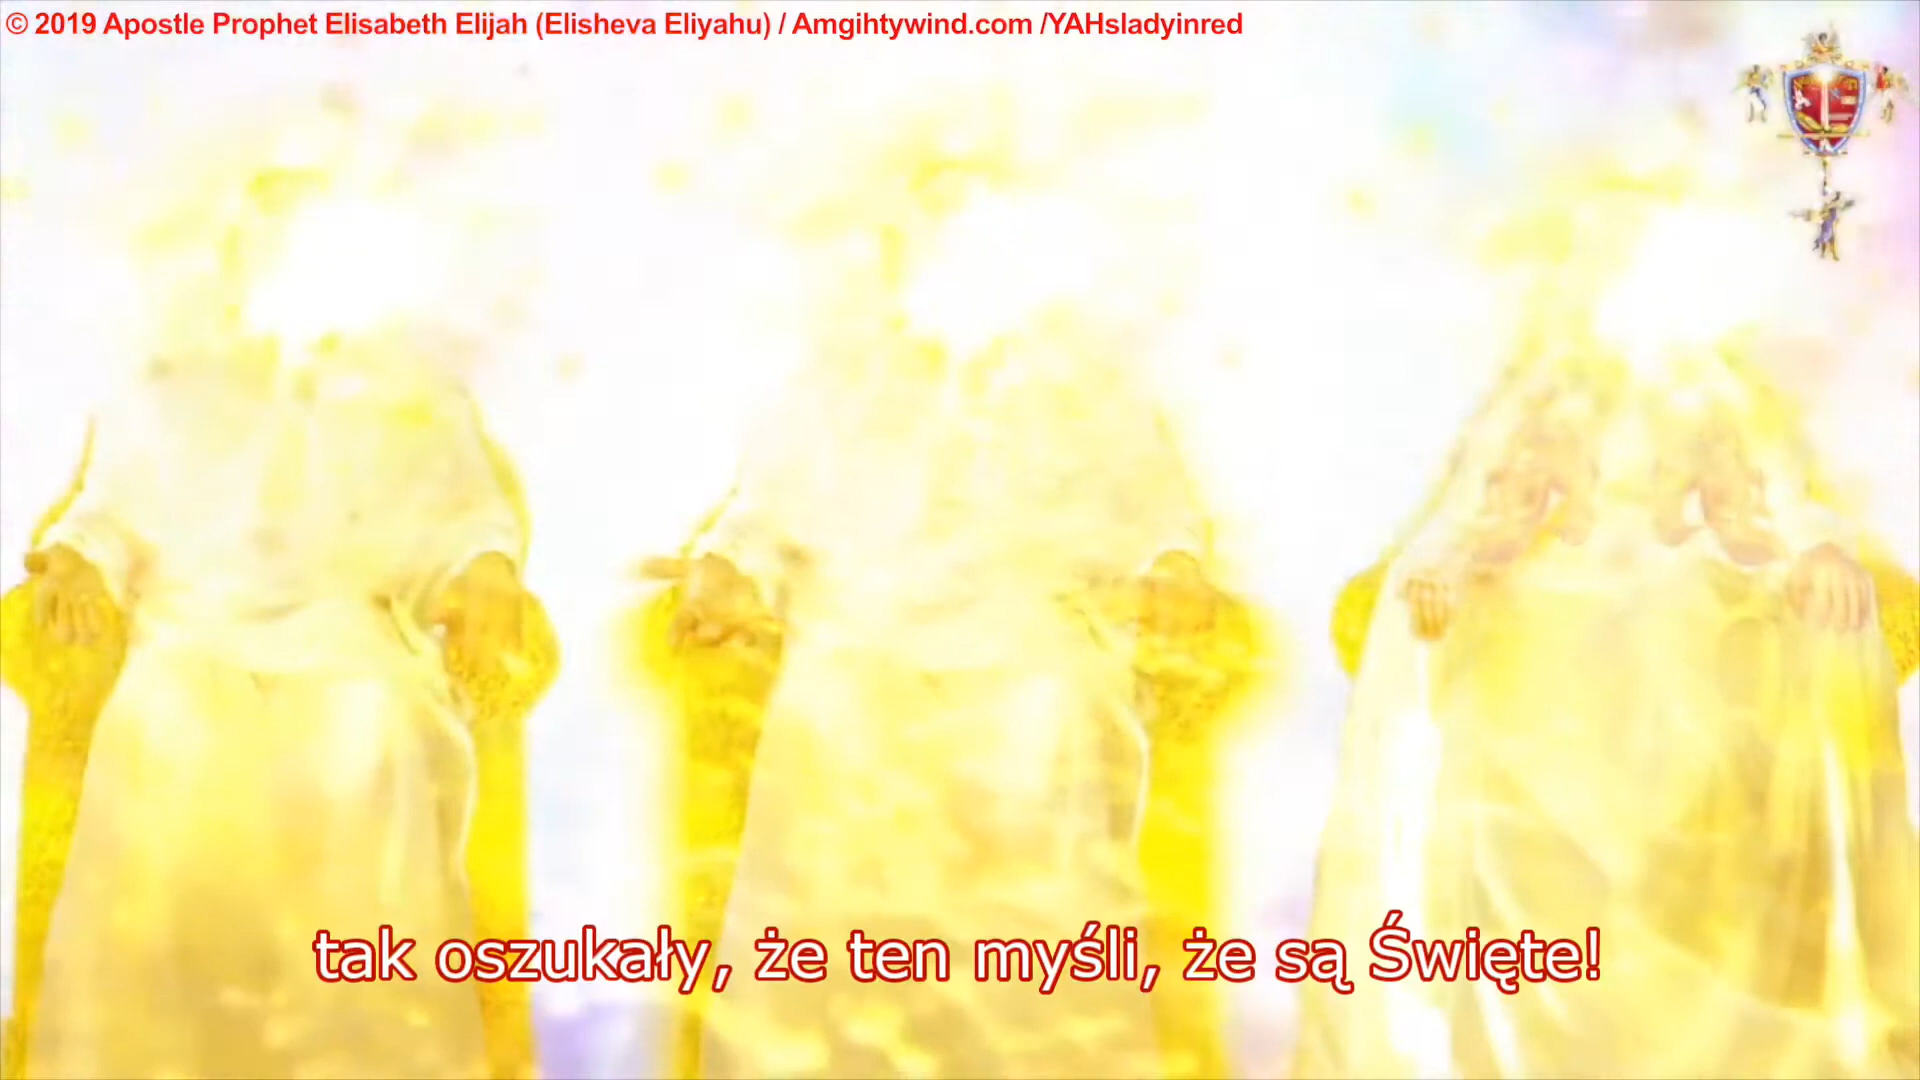 © 2019 Apostle Prophet Elisabeth Elijah (Elisheva Eliyahu) / Amgihtywind.com /YAHsladyinred
tak oszukały, że ten myśli, że są Święte!